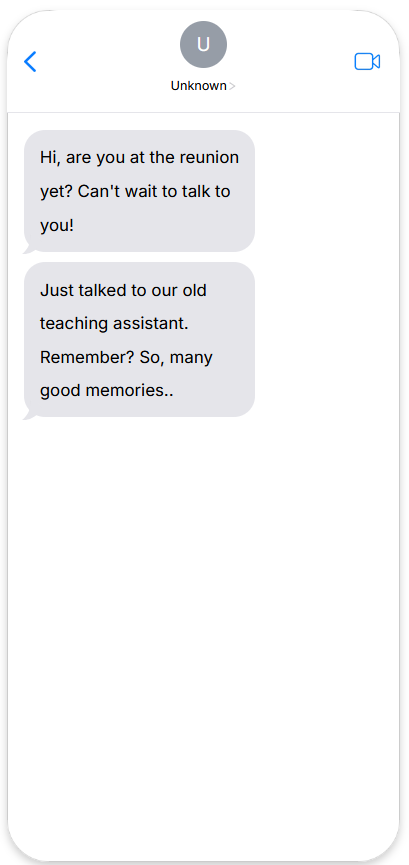 U
Unknown >
Hi, are you at the reunion
yet? Can't wait to talk to
you!
Just talked to our old
teaching assistant.
Remember? So, many
good memories..